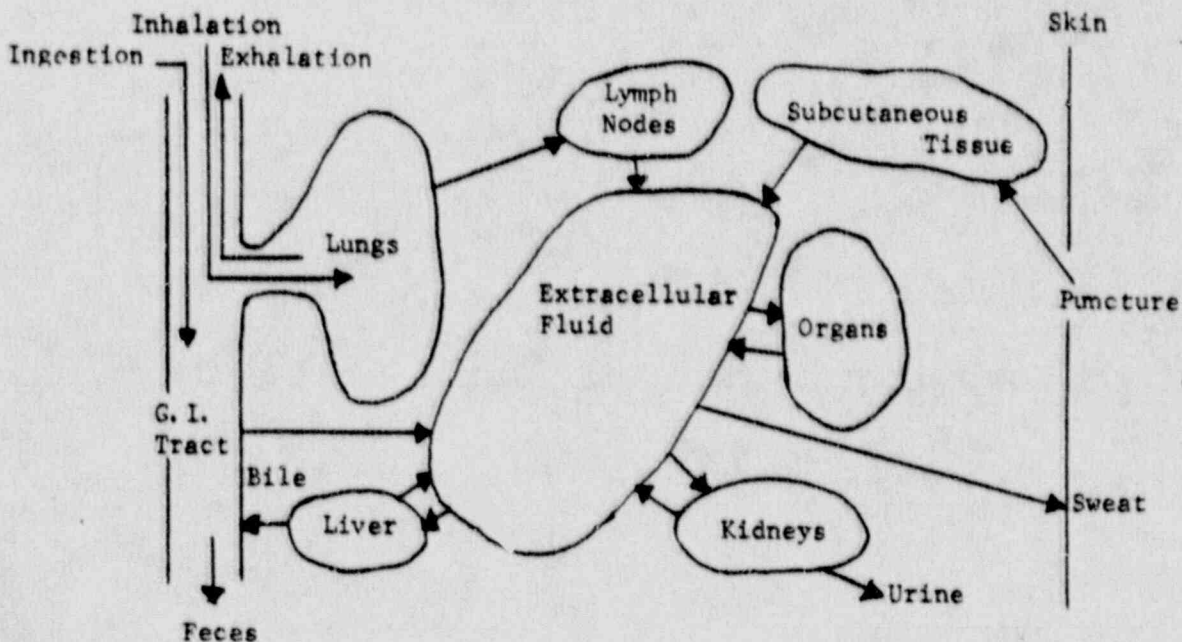 Inhalation
Skin
Ingestion
Exhalation
Lymph
Nodes
Subcutaneous
Tissue
Lungs
Extracellular
Fluid
Organs
Puncture
G. I.
Tract
Bile
Liver
Kidneys
Sweat
Urine
Feces